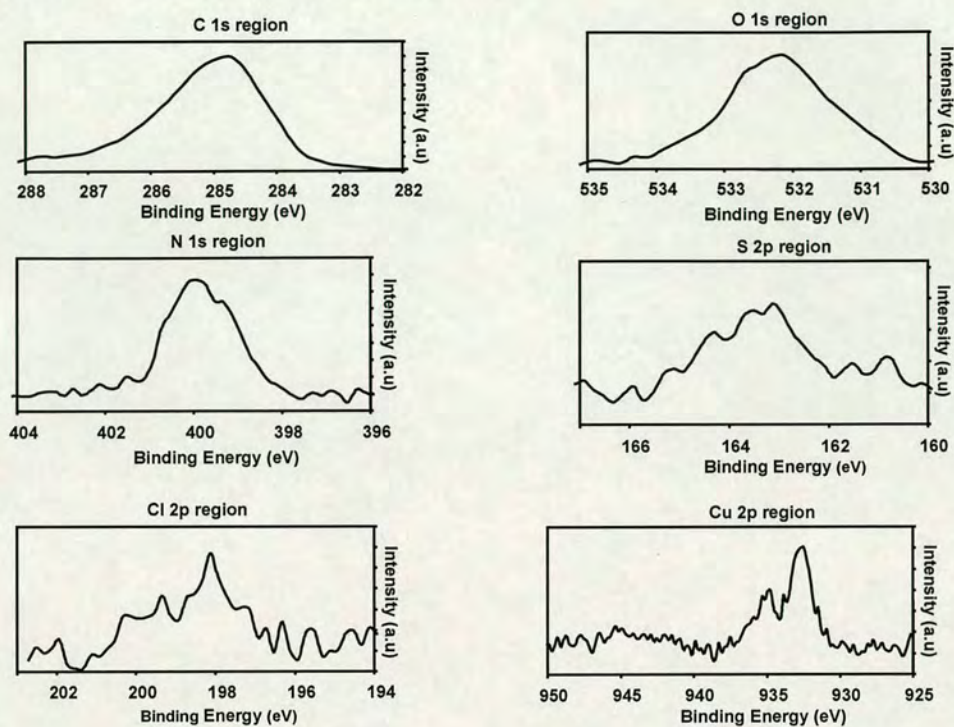 C 1s region
Intensity (a.u)
288 287 286 285 284 283 282
Binding Energy (eV)
O 1s region
Intensity (a.u)
535 534 533 532 531 530
Binding Energy (eV)
N 1s region
Intensity (a.u)
404 402 400 398 396
Binding Energy (eV)
S 2p region
Intensity (a.u)
166 164 162 160
Binding Energy (eV)
Cl 2p region
Intensity (a.u)
202 200 198 196 194
Binding Energy (eV)
Cu 2p region
Intensity (a.u)
950 945 940 935 930 925
Binding Energy (eV)